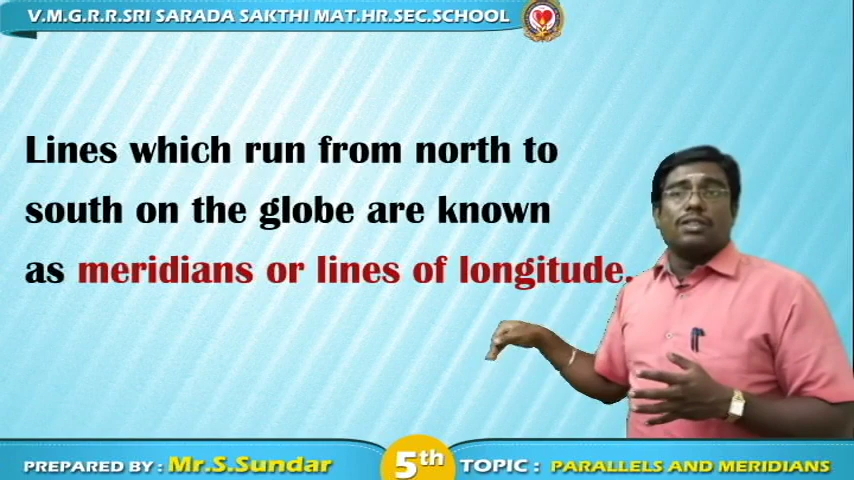 V.M.G.R.R.SRI SARADA SAKTHI MAT.HR.SEC.SCHOOL
Lines which run from north to
south on the globe are known
as meridians or lines of longitude.
PREPARED BY : Mr.S.Sundar
5th
TOPIC : PARALLELS AND MERIDIANS